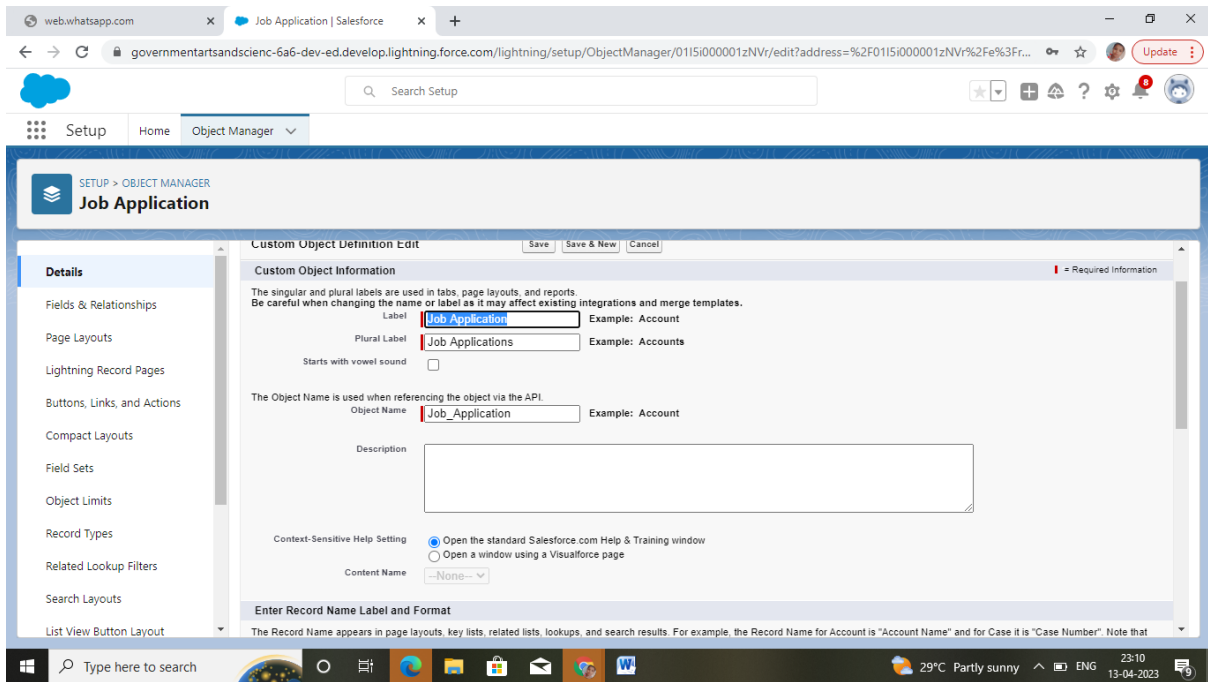 web.whatsapp.com
Job Application | Salesforce
governmentartsandscienc-6a6-dev-ed.develop.lightning.force.com/lightning/setup/ObjectManager/01I5i000001zNVr/edit?address=%2F01I5i000001zNVr%2Fe%3Fr...
Update
Search Setup
8
Setup
Home
Object Manager
SETUP > OBJECT MANAGER
Job Application
Details
Fields & Relationships
Page Layouts
Lightning Record Pages
Buttons, Links, and Actions
Compact Layouts
Field Sets
Object Limits
Record Types
Related Lookup Filters
Search Layouts
List View Button Layout
Custom Object Definition Edit
Save
Save & New
Cancel
Custom Object Information
= Required Information
The singular and plural labels are used in tabs, page layouts, and reports.
Be careful when changing the name or label as it may affect existing integrations and merge templates.
Label
Job Application
Example: Account
Plural Label
Job Applications
Example: Accounts
Starts with vowel sound
The Object Name is used when referencing the object via the API.
Object Name
Job_Application
Example: Account
Description
Context-Sensitive Help Setting
Open the standard Salesforce.com Help & Training window
Open a window using a Visualforce page
Content Name
--None--
Enter Record Name Label and Format
The Record Name appears in page layouts, key lists, related lists, lookups, and search results. For example, the Record Name for Account is "Account Name" and for Case it is "Case Number". Note that
Type here to search
29°C Partly sunny
ENG
23:10
13-04-2023
9